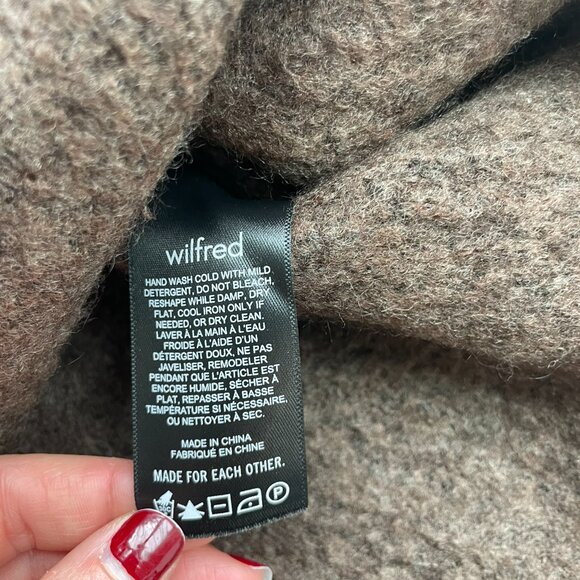 wilfred
HAND WASH COLD WITH MILD
DETERGENT, DO NOT BLEACH,
RESHAPE WHILE DAMP, DRY
FLAT, COOL IRON ONLY IF
NEEDED, OR DRY CLEAN.
LAVER À LA MAIN À L'EAU
FROIDE À L'AIDE D'UN
DÉTERGENT DOUX, NE PAS
JAVELISER, REMODELER
PENDANT QUE L'ARTICLE EST
ENCORE HUMIDE, SÉCHER À
PLAT, REPASSER À BASSE
TEMPÉRATURE SI NÉCESSAIRE.
OU NETTOYER À SEC.
MADE IN CHINA
FABRIQUÉ EN CHINE
MADE FOR EACH OTHER.
P